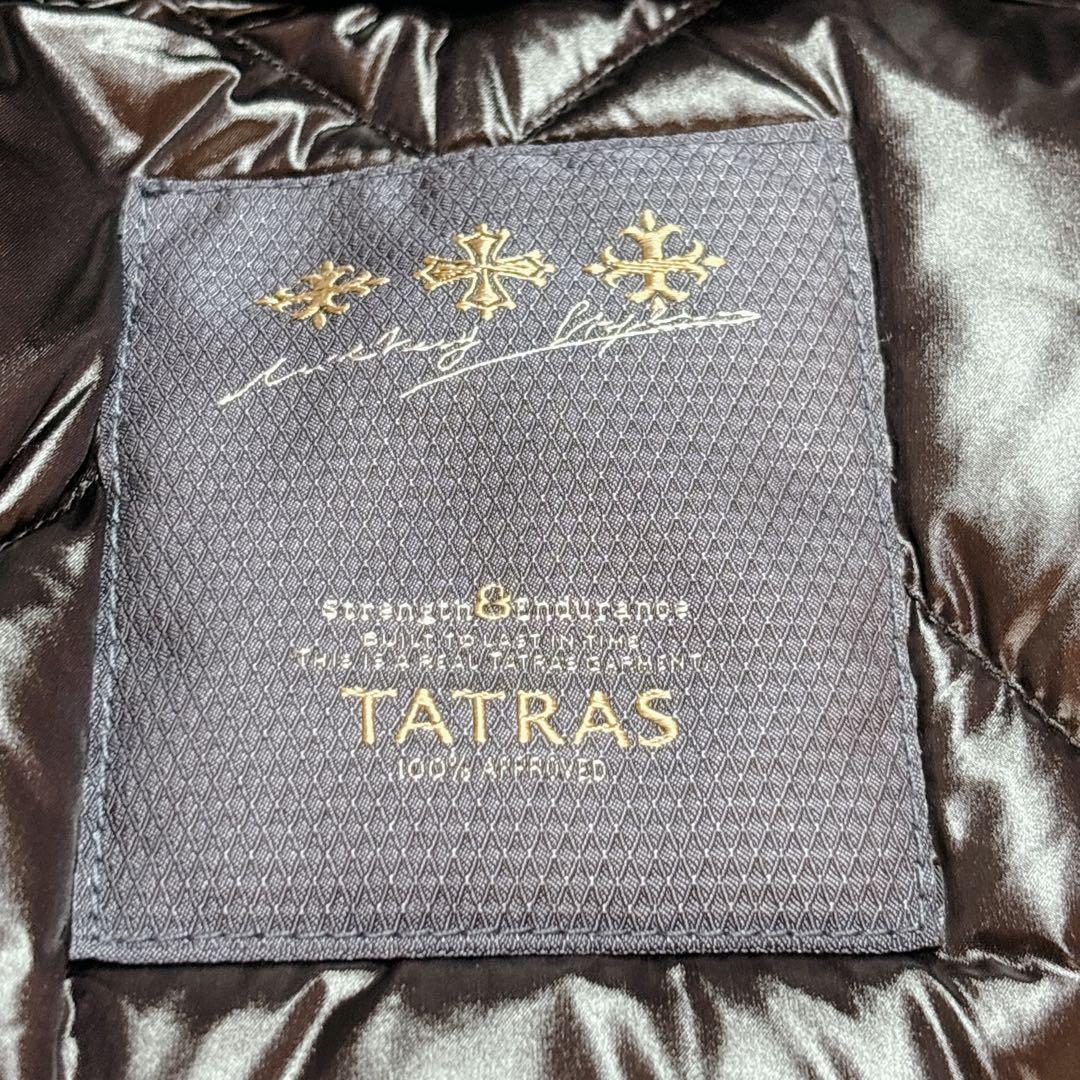 Strength & Endurance
BUILT TO LAST IN TIME
THIS IS A REAL TATRAS GARMENT
TATRAS
100% APPROVED